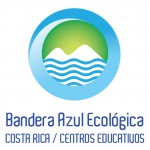 Bandera Azul Ecológica
COSTA RICA / CENTROS EDUCATIVOS